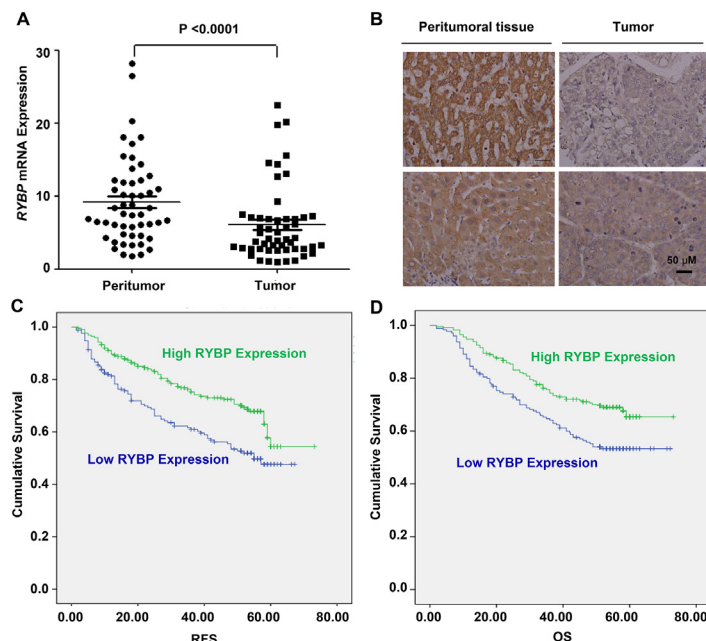 A
P <0.0001
RYBP mRNA Expression
30
20
10
0
Peritumor
Tumor
B
Peritumoral tissue
Tumor
50 µM
C
Cumulative Survival
1.0
0.8
0.6
0.4
0.2
0.0
High RYBP Expression
Low RYBP Expression
0.00 20.00 40.00 60.00 80.00
RFS
D
Cumulative Survival
1.0
0.8
0.6
0.4
0.2
0.0
High RYBP Expression
Low RYBP Expression
0.00 20.00 40.00 60.00 80.00
OS